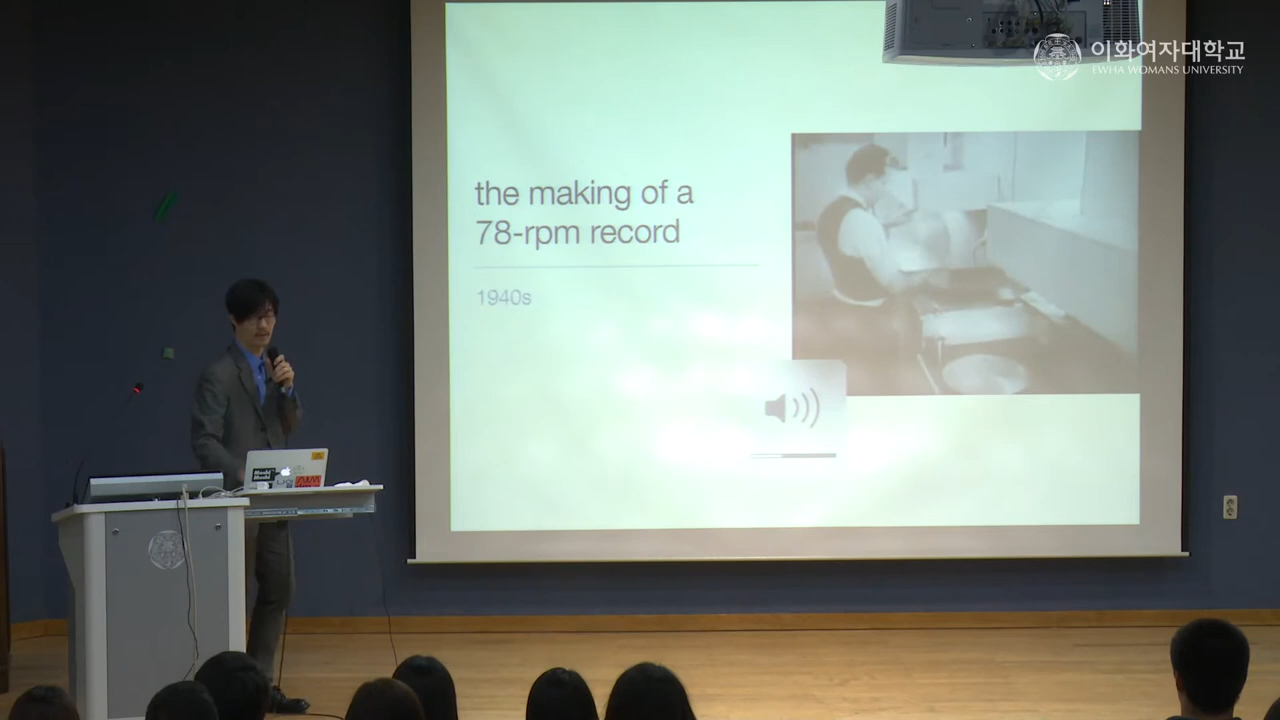 이화여자대학교
EWHA WOMANS UNIVERSITY
the making of a
78-rpm record
1940s